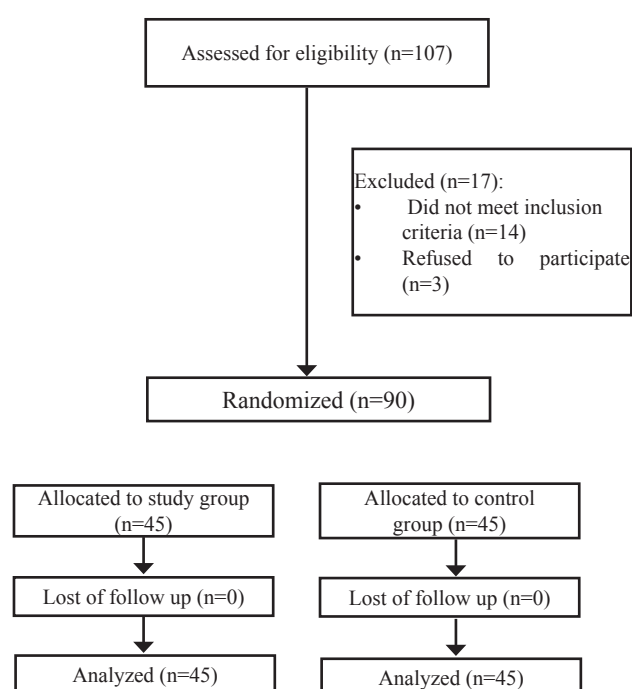 Assessed for eligibility (n=107)
Excluded (n=17):
• Did not meet inclusion
criteria (n=14)
• Refused to participate
(n=3)
Randomized (n=90)
Allocated to study group
(n=45)
Allocated to control
group (n=45)
Lost of follow up (n=0)
Lost of follow up (n=0)
Analyzed (n=45)
Analyzed (n=45)